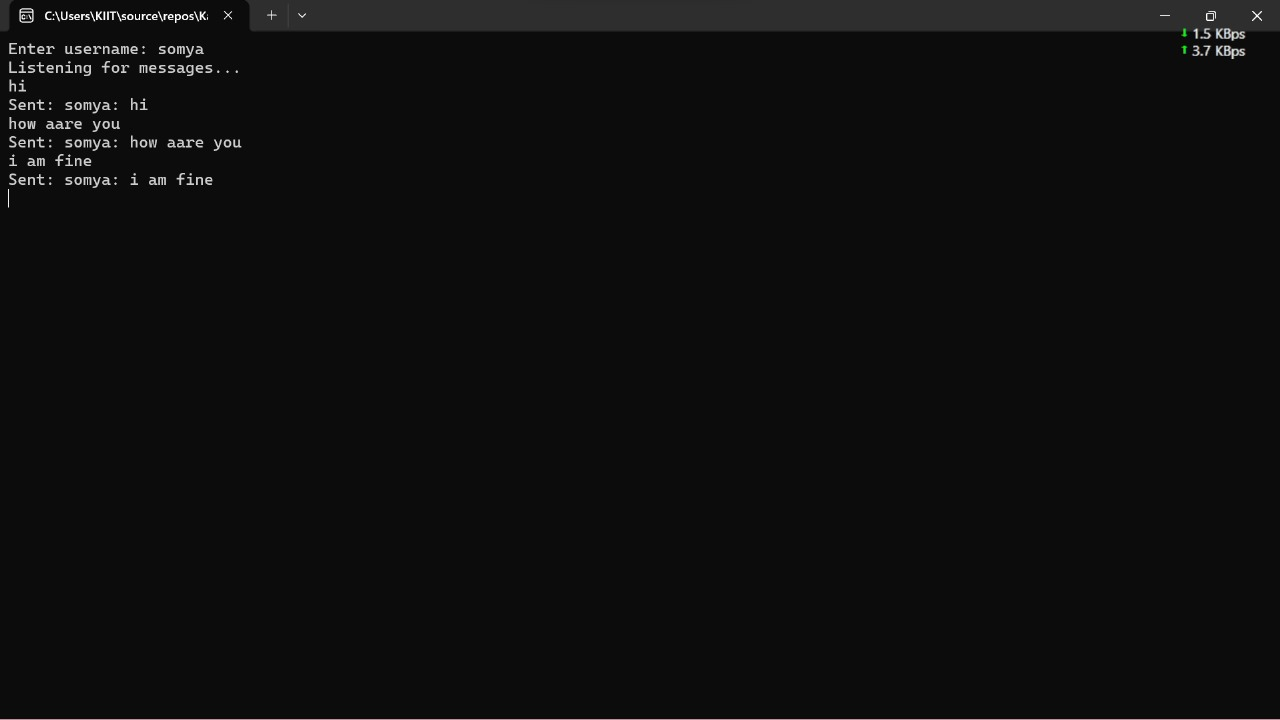 C:\Users\KIIT\source\repos\Ka
1.5 KBps
3.7 KBps
Enter username: somya
Listening for messages...
hi
Sent: somya: hi
how aare you
Sent: somya: how aare you
i am fine
Sent: somya: i am fine